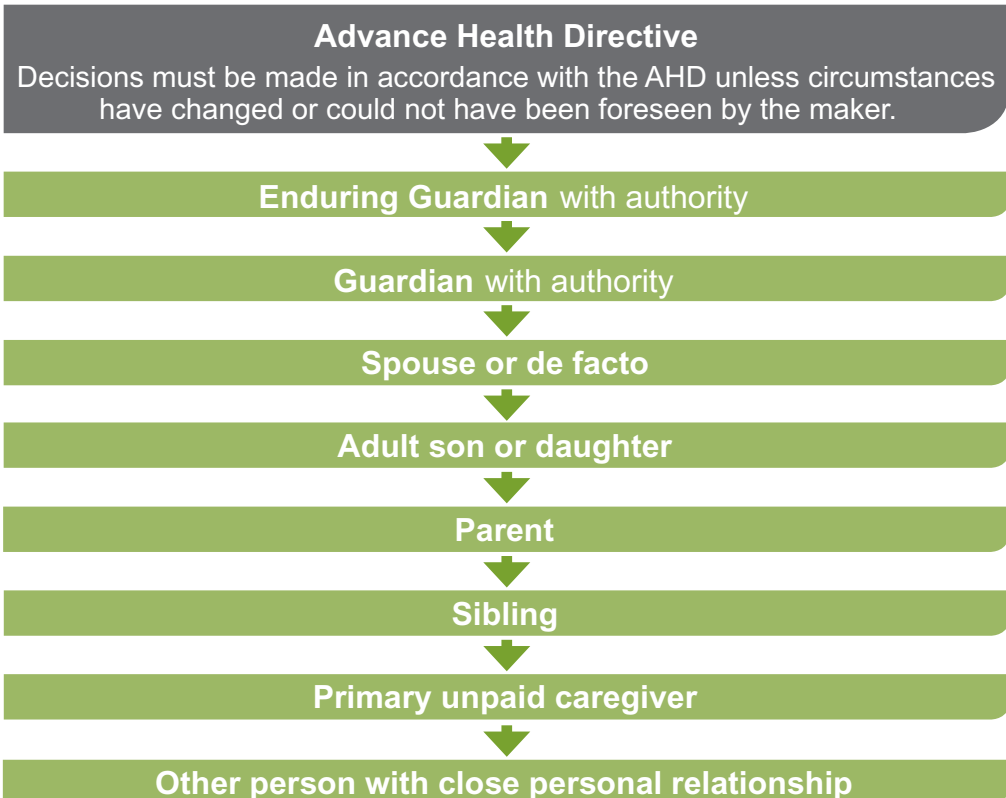 Advance Health Directive
Decisions must be made in accordance with the AHD unless circumstances
have changed or could not have been foreseen by the maker.
Enduring Guardian with authority
Guardian with authority
Spouse or de facto
Adult son or daughter
Parent
Sibling
Primary unpaid caregiver
Other person with close personal relationship